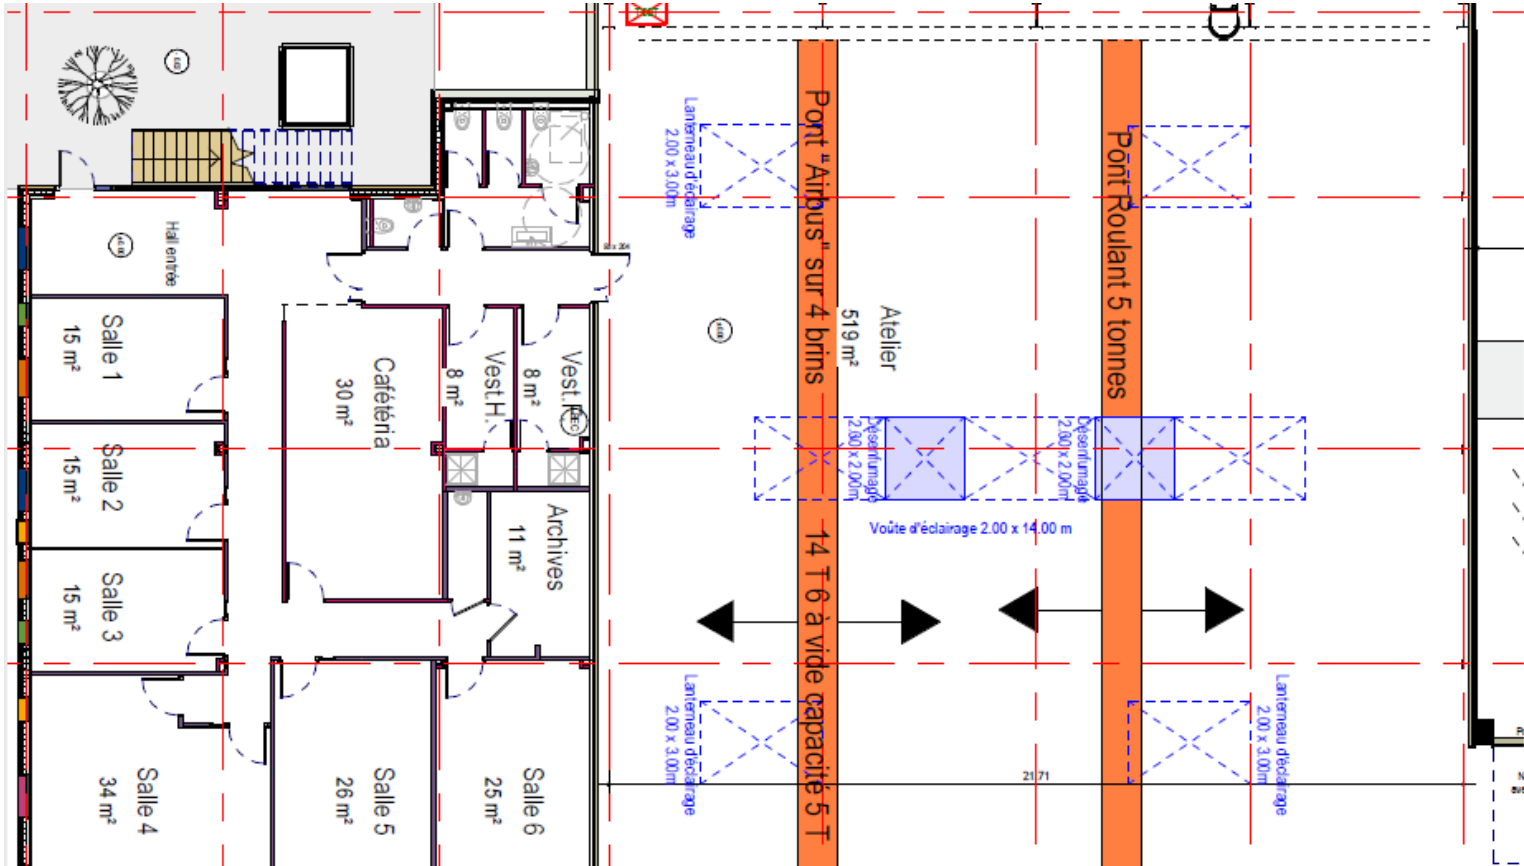 Hall entrée
Salle 1
15 m²
Salle 2
15 m²
Salle 3
15 m²
Salle 4
34 m²
Salle 5
26 m²
Salle 6
25 m²
Cafétéria
30 m²
Vest.H.
8 m²
8 m²
Archives
11 m²
Atelier
519 m²
Pont "Airbus" sur 4 brins
14 T 6 à vide capacité 5 T
Pont Roulant 5 tonnes
Lanterneau d'éclairage
2.00 x 3.00m
Désenfumage
2.00 x 2.00m
Désenfumage
2.00 x 2.00m
Voûte d'éclairage 2.00 x 14.00 m
Lanterneau d'éclairage
2.00 x 3.00m
Lanterneau d'éclairage
2.00 x 3.00m
21.71